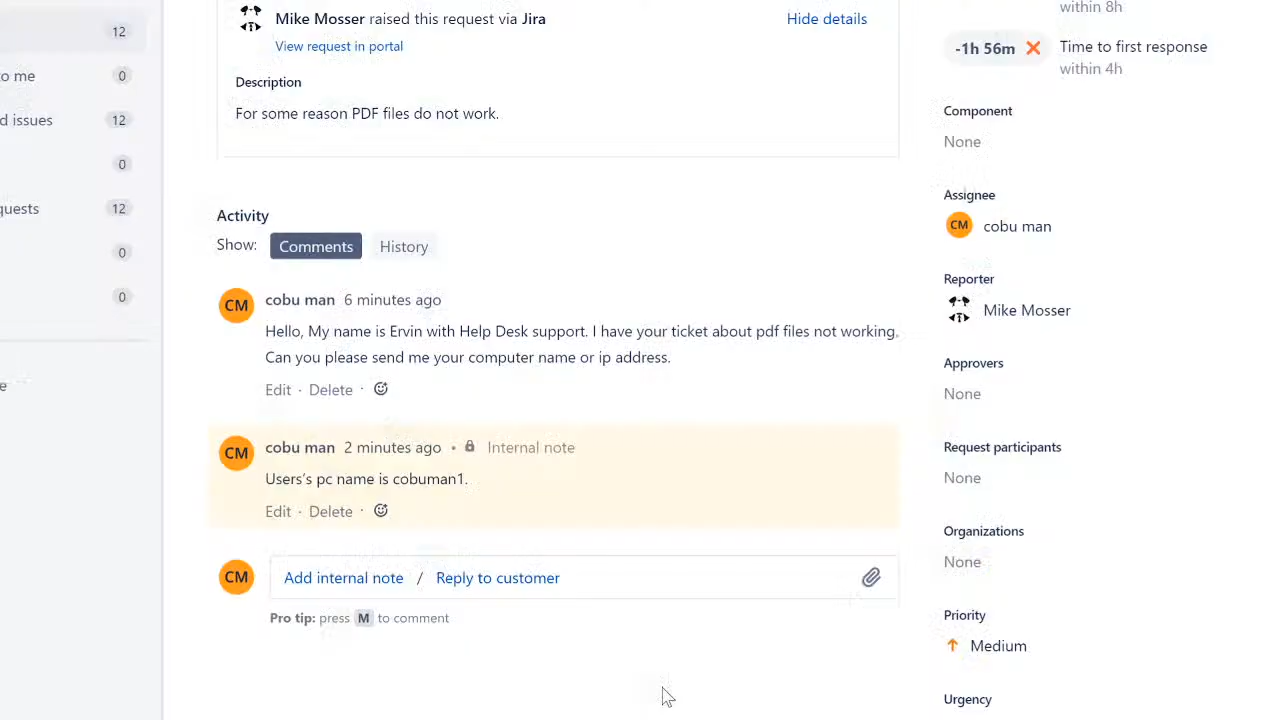 within 8h
12
Mike Mosser raised this request via Jira
Hide details
View request in portal
-1h 56m Time to first response
within 4h
to me 0
Description
For some reason PDF files do not work.
Component
None
d issues 12
0
Assignee
CM cobu man
quests 12
Activity
Show: Comments History
0
Reporter
Mike Mosser
0
CM cobu man 6 minutes ago
Hello, My name is Ervin with Help Desk support. I have your ticket about pdf files not working.
Can you please send me your computer name or ip address.
Edit · Delete ·
Approvers
None
e
CM cobu man 2 minutes ago • Internal note
Users's pc name is cobuman1.
Edit · Delete ·
Request participants
None
Organizations
None
CM Add internal note / Reply to customer
Pro tip: press M to comment
Priority
Medium
Urgency